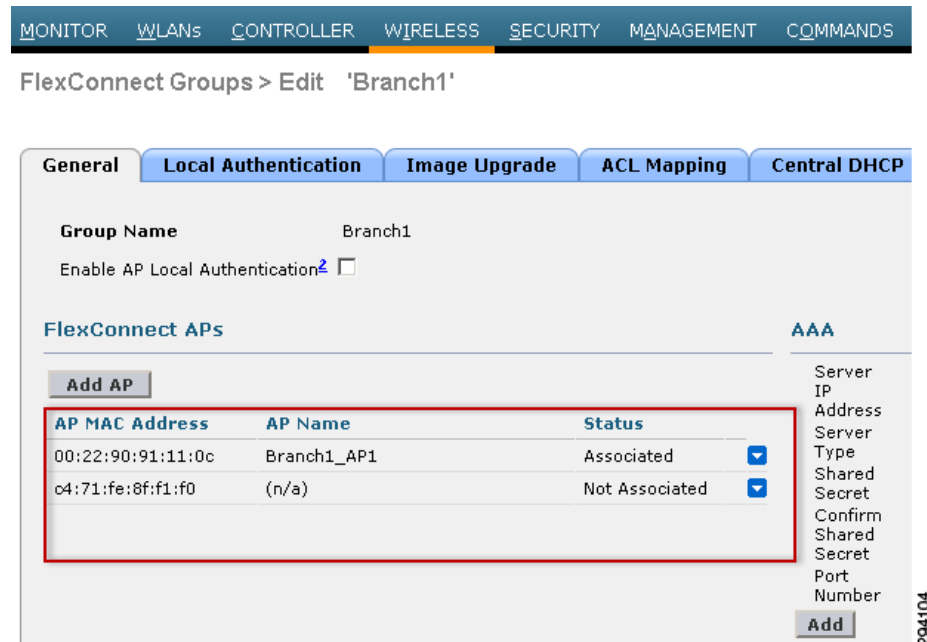 MONITOR WLANs CONTROLLER WIRELESS SECURITY MANAGEMENT COMMANDS
FlexConnect Groups > Edit 'Branch1'
General Local Authentication Image Upgrade ACL Mapping Central DHCP
Group Name Branch1
Enable AP Local Authentication2
FlexConnect APs
Add AP
AP MAC Address AP Name Status
00:22:90:91:11:0c Branch1_AP1 Associated
c4:71:fe:8f:f1:f0 (n/a) Not Associated
AAA
Server
IP
Address
Server
Type
Shared
Secret
Confirm
Shared
Secret
Port
Number
Add
294104